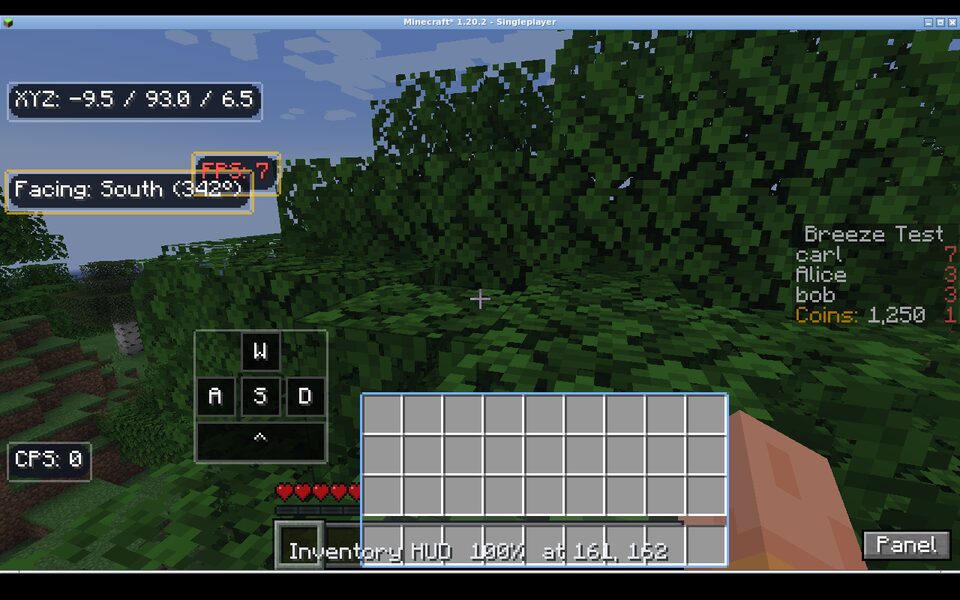 Minecraft* 1.20.2 - Singleplayer
XYZ: -9.5 / 93.0 / 6.5
FPS: 7
Facing: South (342°)
Breeze Test
carl 7
Alice 3
bob 3
Coins: 1,250 1
W
A S D
^
CPS: 0
Inventory HUD 100% at 161, 162
Panel